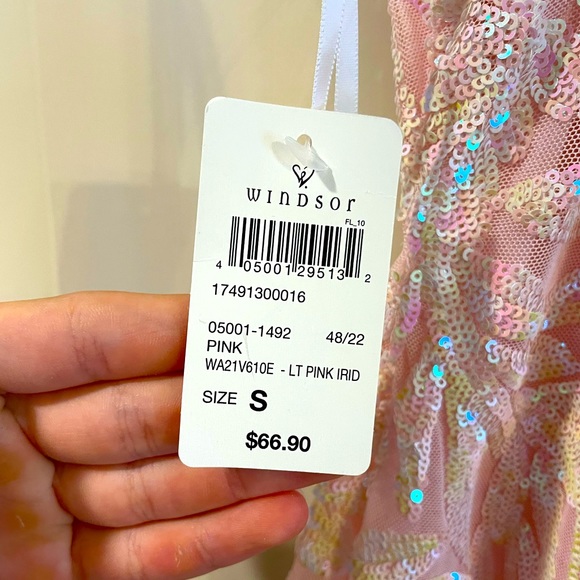 WINDSOR
FL_10
4 05001 29513 2
17491300016
05001-1492 48/22
PINK
WA21V610E - LT PINK IRID
SIZE S
$66.90